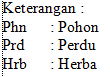 Keterangan :
Phn : Pohon
Prd : Perdu
Hrb : Herba